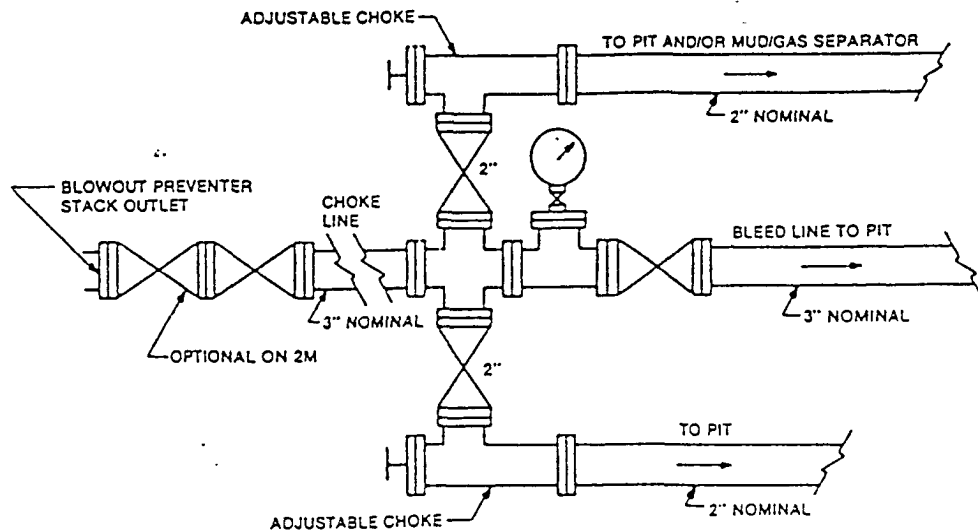 ADJUSTABLE CHOKE
TO PIT AND/OR MUD/GAS SEPARATOR
2" NOMINAL
2"
BLOWOUT PREVENTER
STACK OUTLET
CHOKE
LINE
BLEED LINE TO PIT
3" NOMINAL
3" NOMINAL
OPTIONAL ON 2M
2"
TO PIT
2" NOMINAL
ADJUSTABLE CHOKE